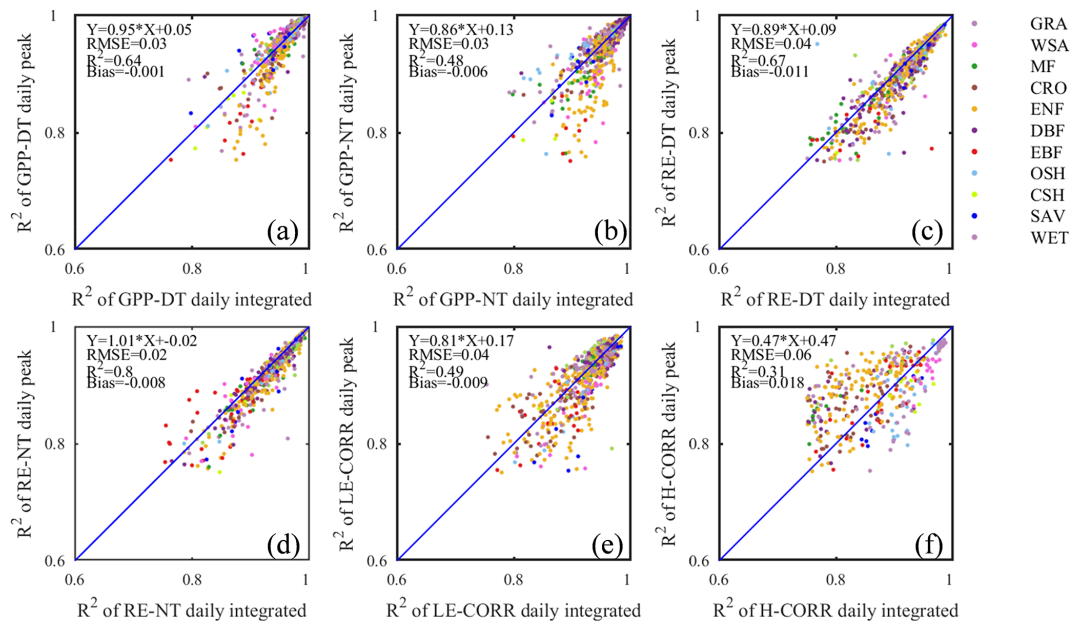 Y=0.95*X+0.05
RMSE=0.03
R²=0.64
Bias=-0.001
(a)
R² of GPP-DT daily peak
1
0.8
0.6
0.6
0.8
1
R² of GPP-DT daily integrated
Y=0.86*X+0.13
RMSE=0.03
R²=0.48
Bias=-0.006
(b)
R² of GPP-NT daily peak
1
0.8
0.6
0.6
0.8
1
R² of GPP-NT daily integrated
Y=0.89*X+0.09
RMSE=0.04
R²=0.67
Bias=-0.011
(c)
R² of RE-DT daily peak
1
0.8
0.6
0.6
0.8
1
R² of RE-DT daily integrated
GRA
WSA
MF
CRO
ENF
DBF
EBF
OSH
CSH
SAV
WET
Y=1.01*X+-0.02
RMSE=0.02
R²=0.8
Bias=-0.008
(d)
R² of RE-NT daily peak
1
0.8
0.6
0.6
0.8
1
R² of RE-NT daily integrated
Y=0.81*X+0.17
RMSE=0.04
R²=0.49
Bias=-0.009
(e)
R² of LE-CORR daily peak
1
0.8
0.6
0.6
0.8
1
R² of LE-CORR daily integrated
Y=0.47*X+0.47
RMSE=0.06
R²=0.31
Bias=0.018
(f)
R² of H-CORR daily peak
1
0.8
0.6
0.6
0.8
1
R² of H-CORR daily integrated